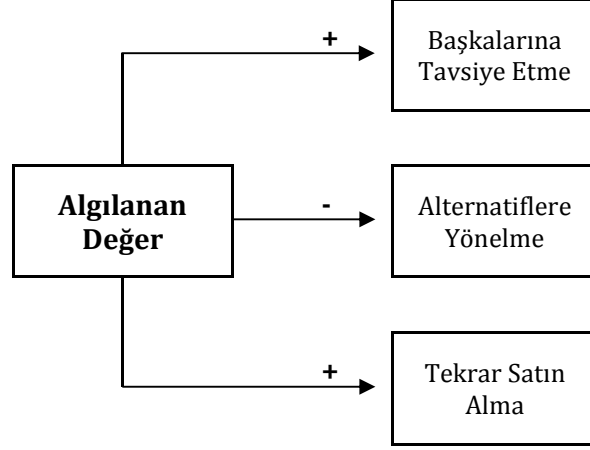 +
Başkalarına
Tavsiye Etme
Algılanan
Değer
-
Alternatiflere
Yönelme
+
Tekrar Satın
Alma